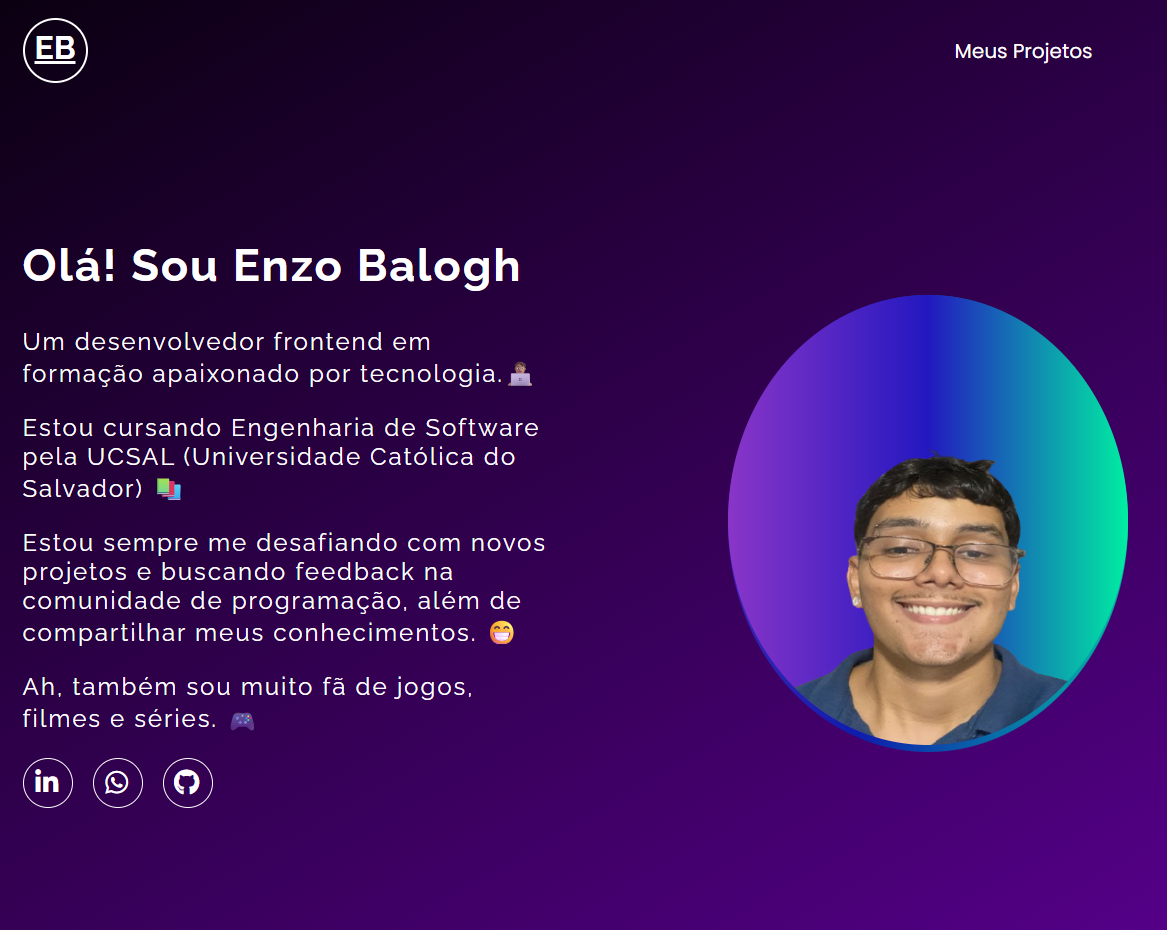 EB
Meus Projetos
Olá! Sou Enzo Balogh
Um desenvolvedor frontend em
formação apaixonado por tecnologia.👨🏽‍💻
Estou cursando Engenharia de Software
pela UCSAL (Universidade Católica do
Salvador) 📚
Estou sempre me desafiando com novos
projetos e buscando feedback na
comunidade de programação, além de
compartilhar meus conhecimentos. 😁
Ah, também sou muito fã de jogos,
filmes e séries. 🎮
in